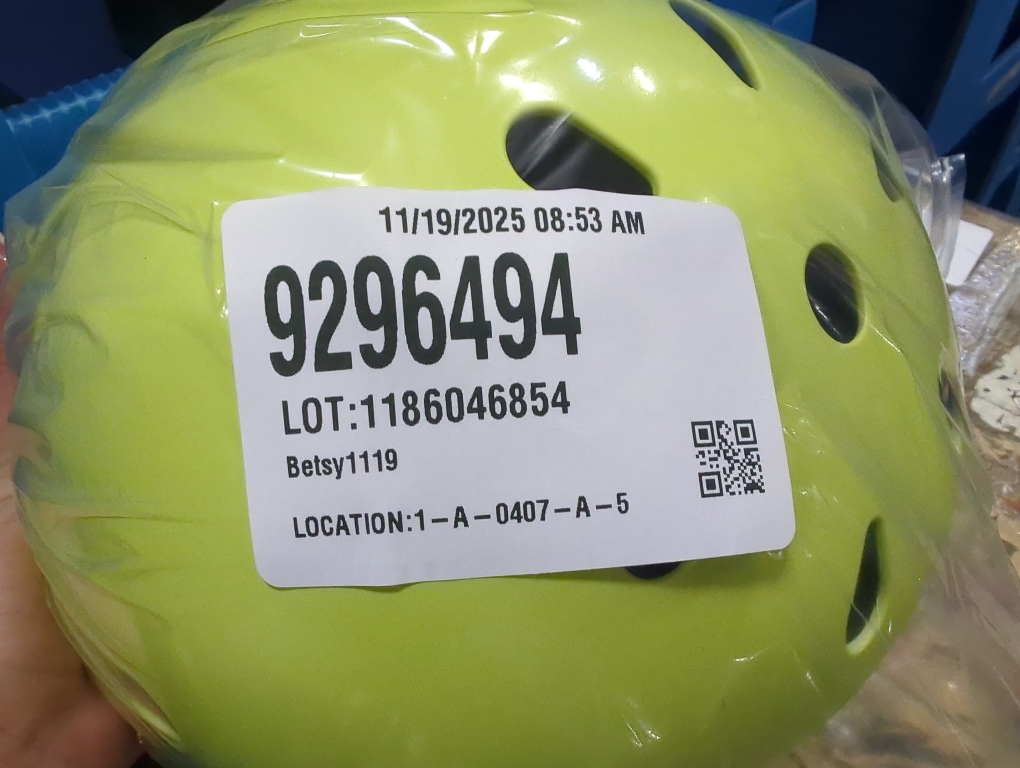 11/19/2025 08:53 AM
9296494
LOT:1186046854
Betsy1119
LOCATION:1-A-0407-A-5